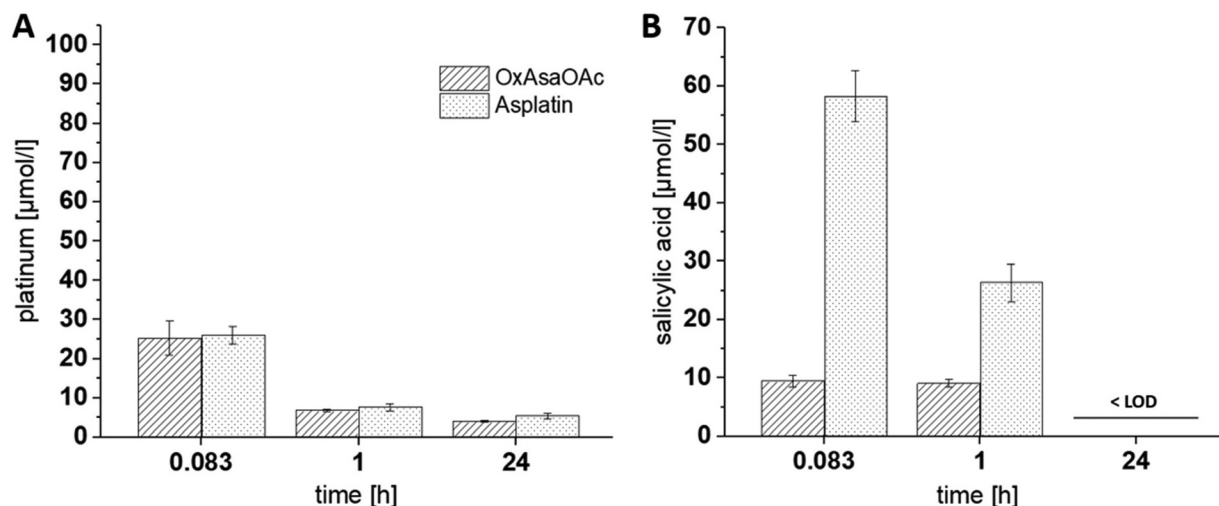 A
platinum [µmol/l]
100
90
80
70
60
50
40
30
20
10
0
OxAsaOAc
Asplatin
0.083 1 24
time [h]
B
salicylic acid [µmol/l]
70
60
50
40
30
20
10
0
< LOD
0.083 1 24
time [h]